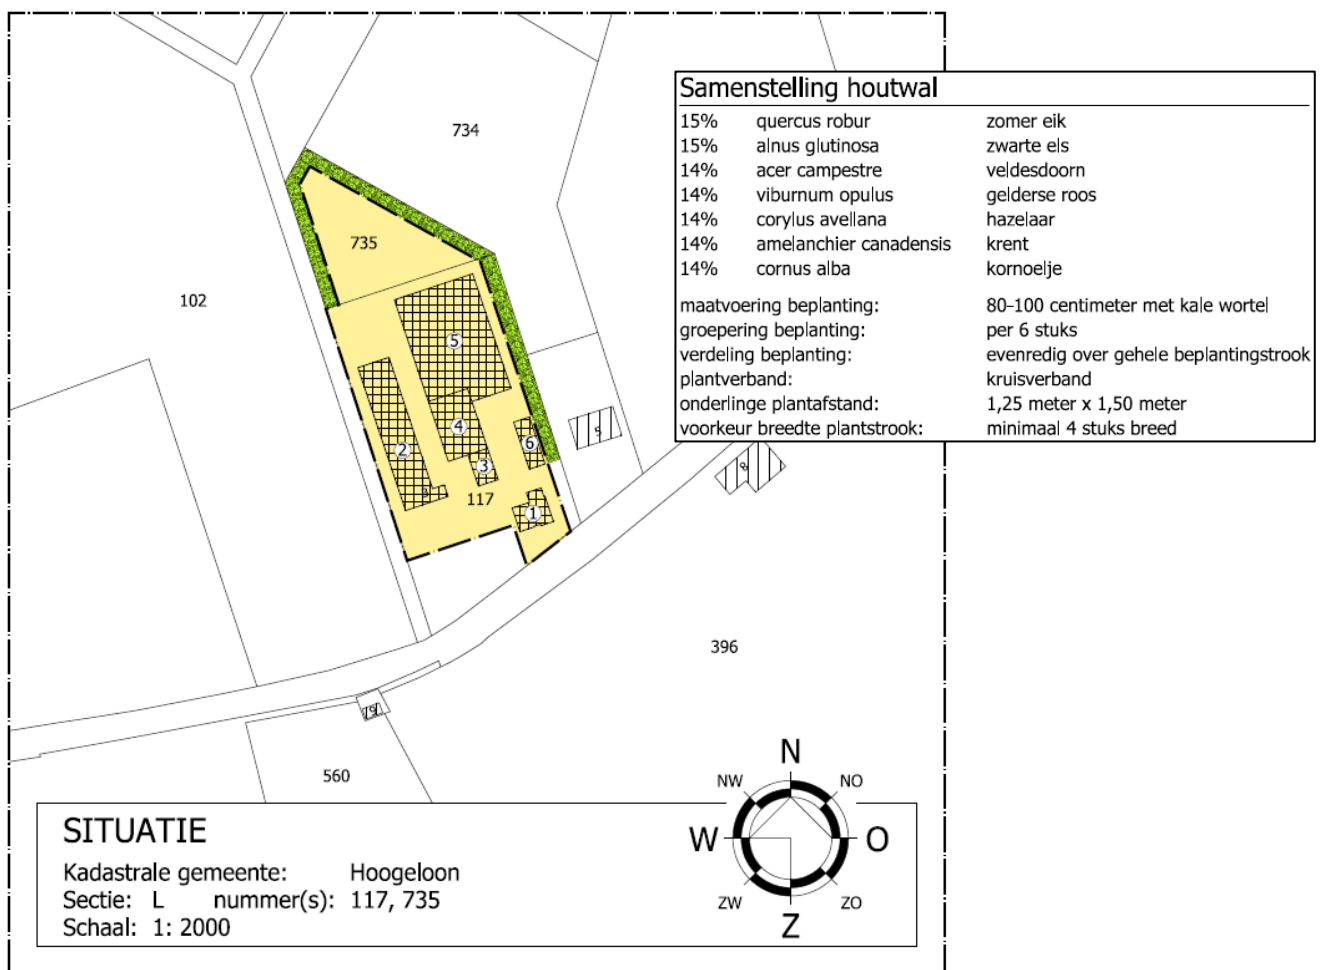 Samenstelling houtwal
15% quercus robur zomer eik
15% alnus glutinosa zwarte els
14% acer campestre veldesdoorn
14% viburnum opulus gelderse roos
14% corylus avellana hazelaar
14% amelanchier canadensis krent
14% cornus alba kornoelje
maatvoering beplanting: 80-100 centimeter met kale wortel
groepering beplanting: per 6 stuks
verdeling beplanting: evenredig over gehele beplantingstrook
plantverband: kruisverband
onderlinge plantafstand: 1,25 meter x 1,50 meter
voorkeur breedte plantstrook: minimaal 4 stuks breed
734
735
102
5
4
2
6
3
117
1
5
8
9
396
560
SITUATIE
Kadastrale gemeente: Hoogeloon
Sectie: L nummer(s): 117, 735
Schaal: 1: 2000
N
NW NO
W O
ZW ZO
Z